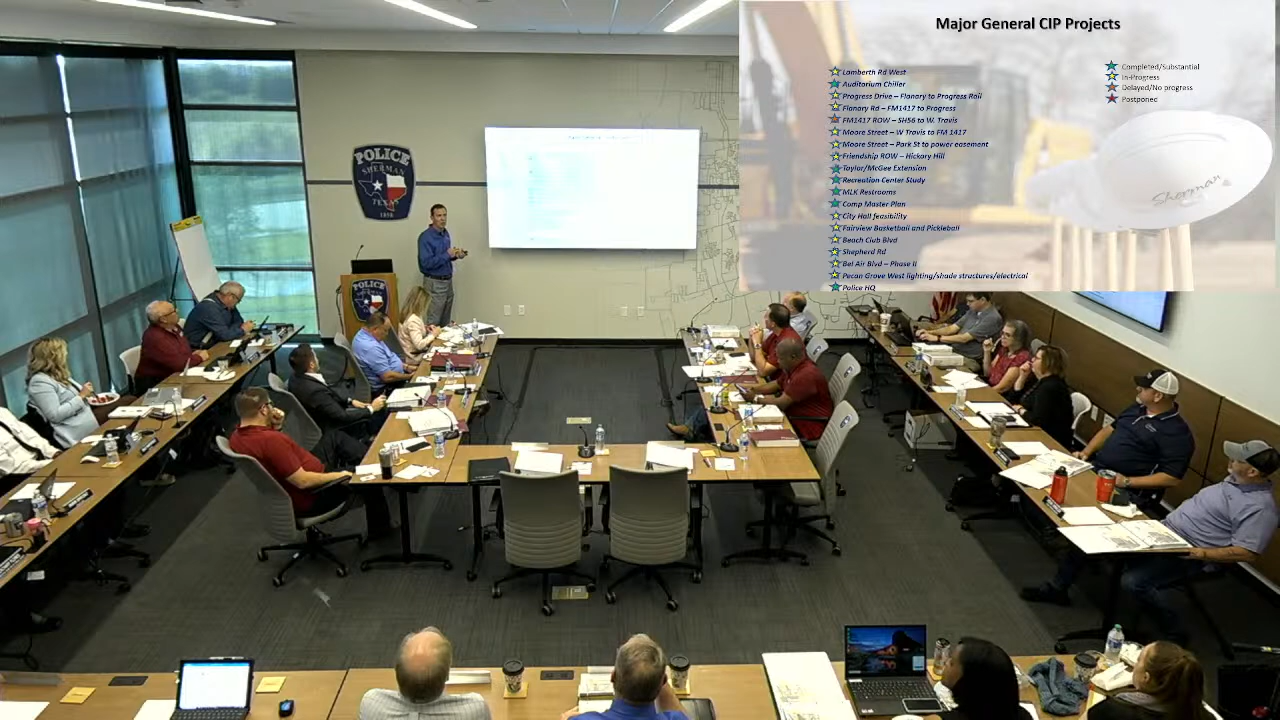 Major General CIP Projects
Lamberth Rd West
Auditorium Chiller
Progress Drive – Flanary to Progress Rail
Flanary Rd – FM1417 to Progress
FM1417 ROW – SH56 to W. Travis
Moore Street – W Travis to FM 1417
Moore Street – Park St to power easement
Friendship ROW – Hickory Hill
Taylor/McGee Extension
Recreation Center Study
MLK Restrooms
Comp Master Plan
City Hall feasibility
Fairview Basketball and Pickleball
Beach Club Blvd
Shepherd Rd
Bel Air Blvd – Phase II
Pecan Grove West lighting/shade structures/electrical
Police HQ
Completed/Substantial
In-Progress
Delayed/No progress
Postponed
Sherman
POLICE
SHERMAN
TEXAS
POLICE